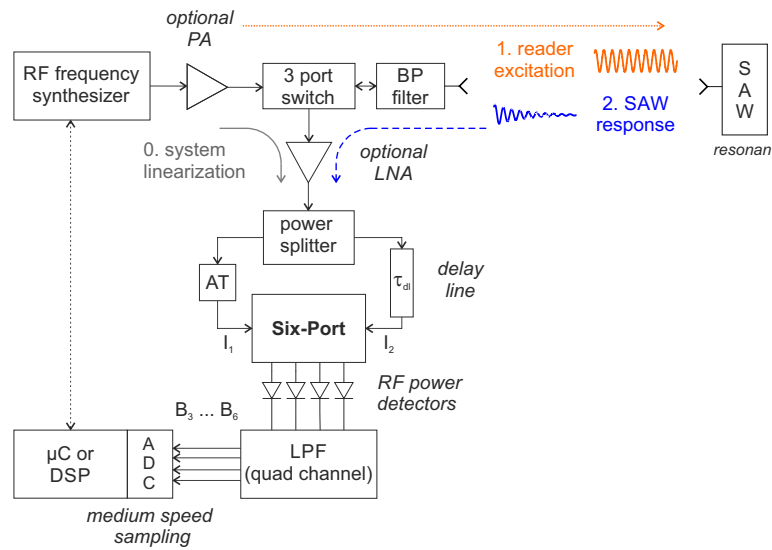 optional
PA
RF frequency
synthesizer
3 port
switch
BP
filter
1. reader
excitation
2. SAW
response
S
A
W
resonan
0. system
linearization
optional
LNA
power
splitter
AT
τdl
delay
line
Six-Port
I1
I2
RF power
detectors
B3 ... B6
µC or
DSP
A
D
C
LPF
(quad channel)
medium speed
sampling